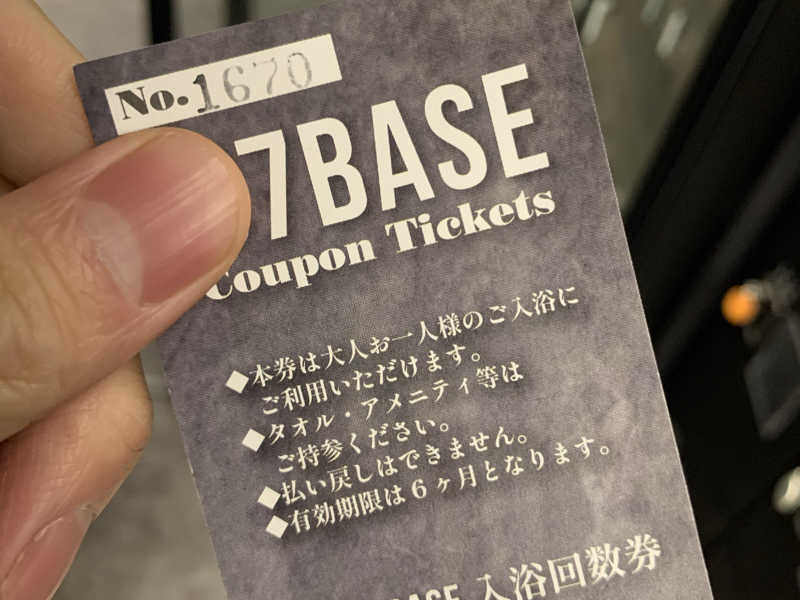 No.1670
7BASE
Coupon Tickets
◆本券は大人お一人様のご入浴に
ご利用いただけます。
◆タオル・アメニティ等は
ご持参ください。
◆払い戻しはできません。
◆有効期限は6ヶ月となります。
BASE 入浴回数券